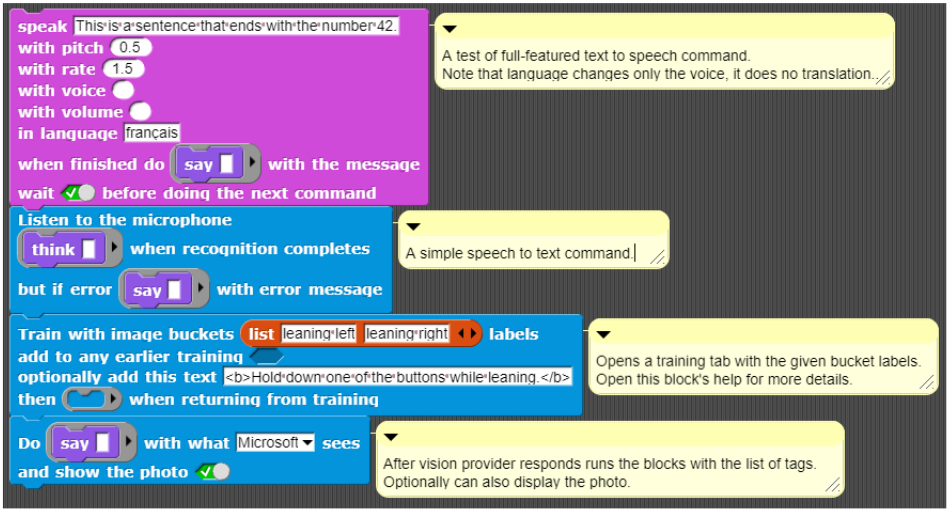 speak This is a sentence that ends with the number 42.
with pitch 0.5
with rate 1.5
with voice
with volume
in language français
when finished do say with the message
wait before doing the next command
A test of full-featured text to speech command.
Note that language changes only the voice, it does no translation.
Listen to the microphone
think when recognition completes
but if error say with error message
A simple speech to text command.
Train with image buckets list leaning left leaning right labels
add to any earlier training
optionally add this text <b>Hold down one of the buttons while leaning.</b>
then when returning from training
Opens a training tab with the given bucket labels.
Open this block's help for more details.
Do say with what Microsoft sees
and show the photo
After vision provider responds runs the blocks with the list of tags.
Optionally can also display the photo.